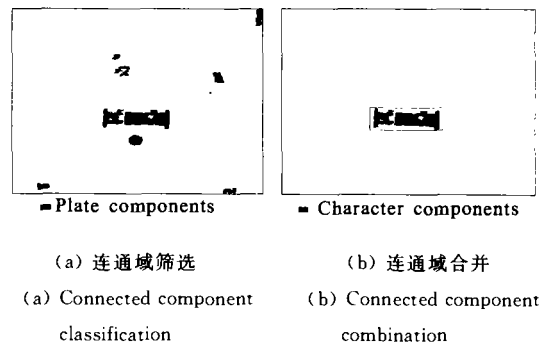 Plate components
Character components
(a) 连通域筛选
(b) 连通域合并
(a) Connected component
classification
(b) Connected component
combination